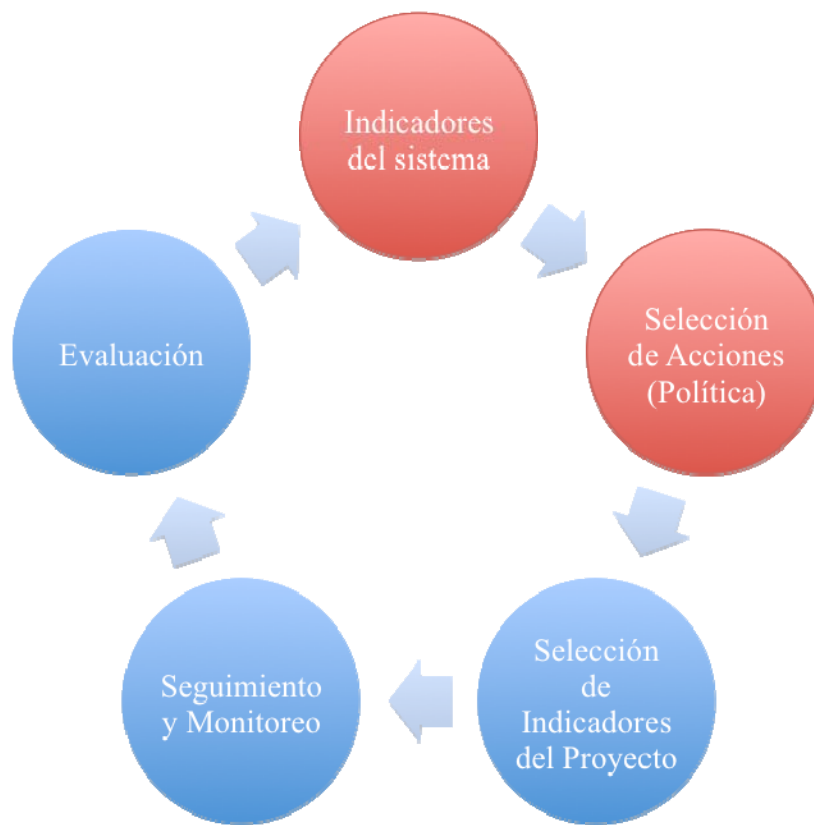 Indicadores
del sistema
Selección
de Acciones
(Política)
Selección
de
Indicadores
del Proyecto
Seguimiento
y Monitoreo
Evaluación